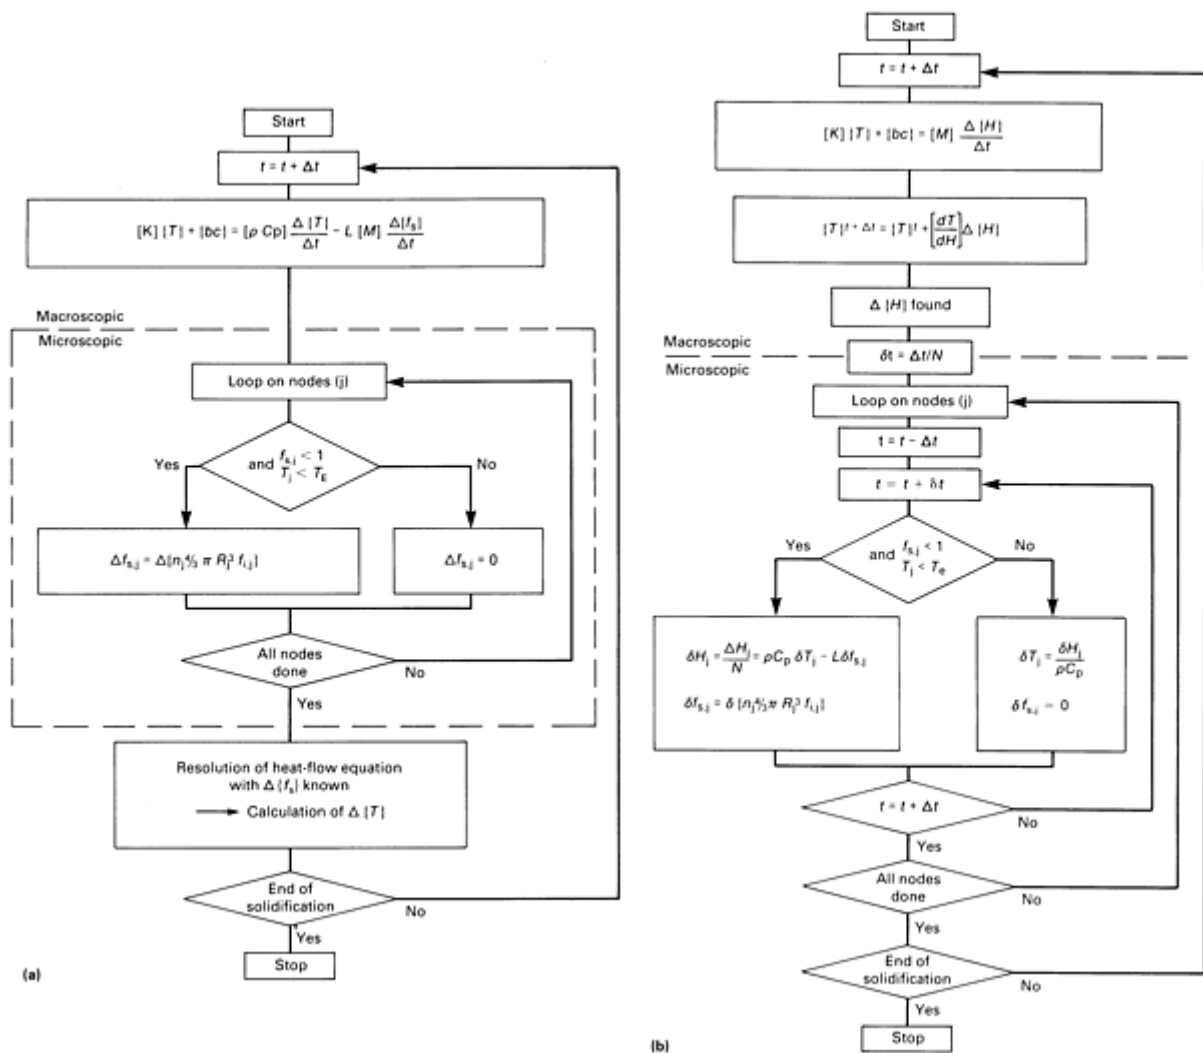 Start
t = t + Δt
[K] {T} + {bc} = [ρ Cp] Δ {T} / Δt − L [M] Δ{fs} / Δt
Macroscopic
Microscopic
Loop on nodes (j)
Yes
and fs,j < 1
Tj < TE
No
Δfs,j = Δ[nj 4/3 π Rj³ fi,j]
Δfs,j = 0
All nodes
done
No
Yes
Resolution of heat-flow equation
with Δ {fs} known
⟶ Calculation of Δ {T}
End of
solidification
No
Yes
Stop
(a)
Start
t = t + Δt
[K] {T} + {bc} = [M] Δ {H} / Δt
{T}t + Δt = {T}t + [dT/dH] Δ {H}
Δ {H} found
Macroscopic
δt = Δt/N
Microscopic
Loop on nodes (j)
t = t − Δt
t = t + δt
Yes
and fs,j < 1
Tj < Te
No
δHj = ΔHj / N = ρCp δTj − Lδfs,j
δfs,j = δ [nj 4/3 π Rj³ fi,j]
δTj = δHj / ρCp
δfs,j = 0
t = t + Δt
No
Yes
All nodes
done
No
Yes
End of
solidification
No
Yes
Stop
(b)